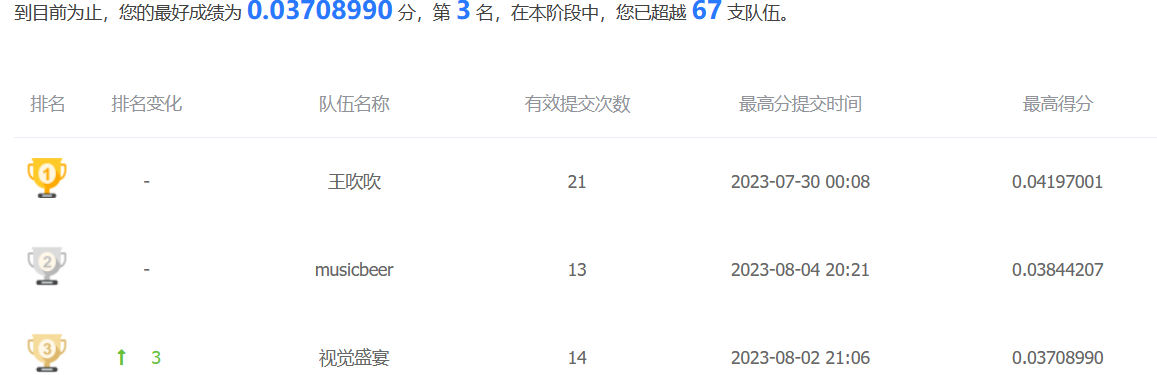 到目前为止，您的最好成绩为 0.03708990 分，第 3 名，在本阶段中，您已超越 67 支队伍。
排名 排名变化 队伍名称 有效提交次数 最高分提交时间 最高得分
1 - 王吹吹 21 2023-07-30 00:08 0.04197001
2 - musicbeer 13 2023-08-04 20:21 0.03844207
3 ↑ 3 视觉盛宴 14 2023-08-02 21:06 0.03708990